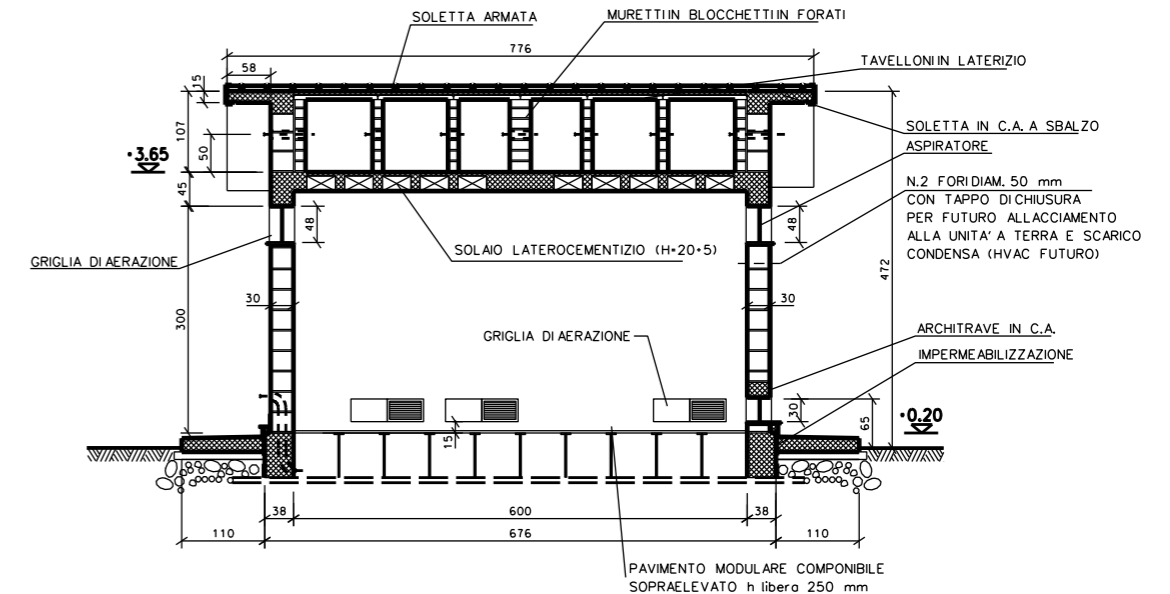 SOLETTA ARMATA
MURETTI IN BLOCCHETTI IN FORATI
776
TAVELLONI IN LATERIZIO
58
15
107
50
SOLETTA IN C.A. A SBALZO
ASPIRATORE
+3.65
N.2 FORI DIAM. 50 mm
CON TAPPO DI CHIUSURA
PER FUTURO ALLACCIAMENTO
ALLA UNITA' A TERRA E SCARICO
CONDENSA (HVAC FUTURO)
45
48
48
SOLAIO LATEROCEMENTIZIO (H=20+5)
GRIGLIA DI AERAZIONE
472
30
30
300
GRIGLIA DI AERAZIONE
ARCHITRAVE IN C.A.
IMPERMEABILIZZAZIONE
30
65
+0.20
15
38
600
38
110
676
110
PAVIMENTO MODULARE COMPONIBILE
SOPRAELEVATO h libera 250 mm